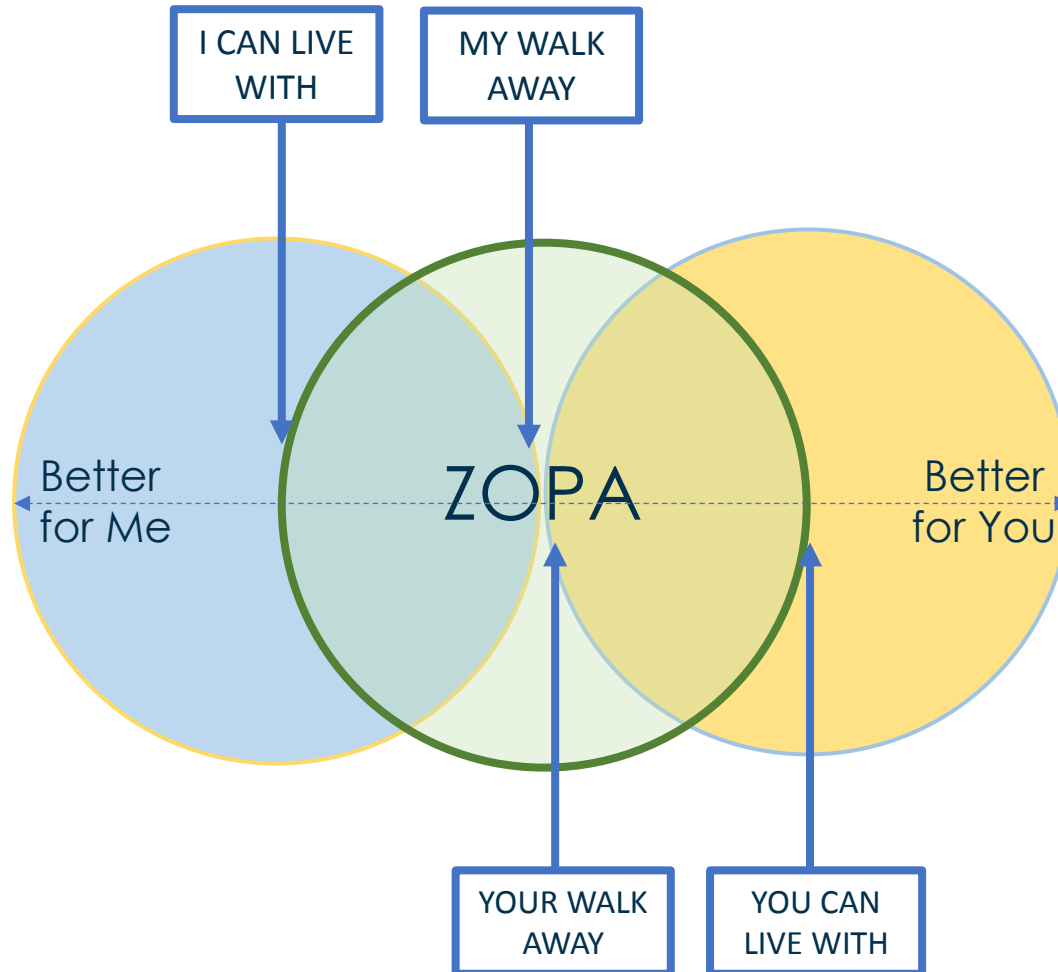 I CAN LIVE
WITH
MY WALK
AWAY
Better
for Me
ZOPA
Better
for You
YOUR WALK
AWAY
YOU CAN
LIVE WITH